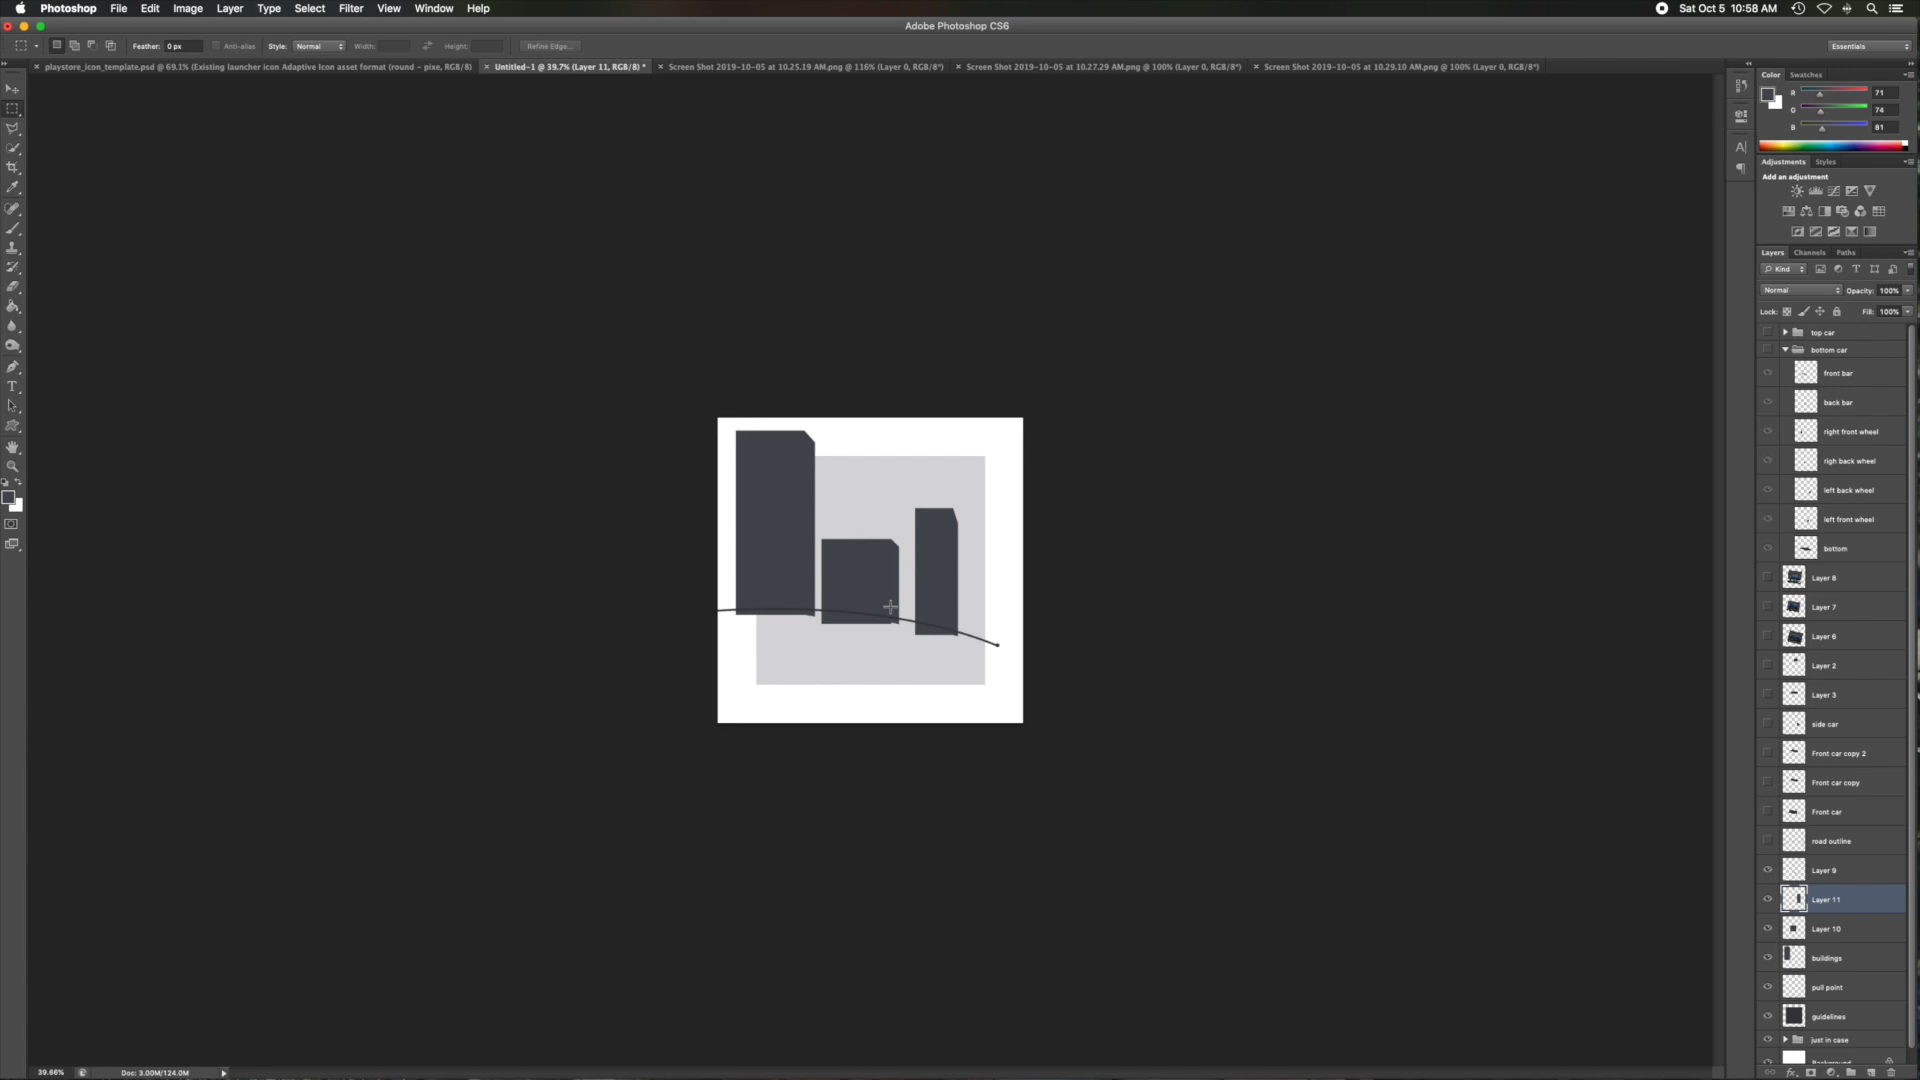 Photoshop File Edit Image Layer Type Select Filter View Window Help
Sat Oct 5 10:58 AM
Adobe Photoshop CS6
Feather: 0 px Anti-alias Style: Normal Width: Height: Refine Edge... Essentials
playstore_icon_template.psd @ 69.1% (Existing launcher icon Adaptive Icon asset format (round - pixe, RGB/8) Untitled-1 @ 39.7% (Layer 11, RGB/8) * Screen Shot 2019-10-05 at 10.25.19 AM.png @ 116% (Layer 0, RGB/8*) Screen Shot 2019-10-05 at 10.27.29 AM.png @ 100% (Layer 0, RGB/8*) Screen Shot 2019-10-05 at 10.29.10 AM.png @ 100% (Layer 0, RGB/8*)
Color Swatches
R 71
G 74
B 81
Adjustments Styles
Add an adjustment
Layers Channels Paths
Kind
Normal Opacity: 100%
Lock: Fill: 100%
top car
bottom car
front bar
back bar
right front wheel
righ back wheel
left back wheel
left front wheel
bottom
Layer 8
Layer 7
Layer 6
Layer 2
Layer 3
side car
Front car copy 2
Front car copy
Front car
road outline
Layer 9
Layer 11
Layer 10
buildings
pull point
guidelines
just in case
Background
39.66% Doc: 3.00M/124.0M